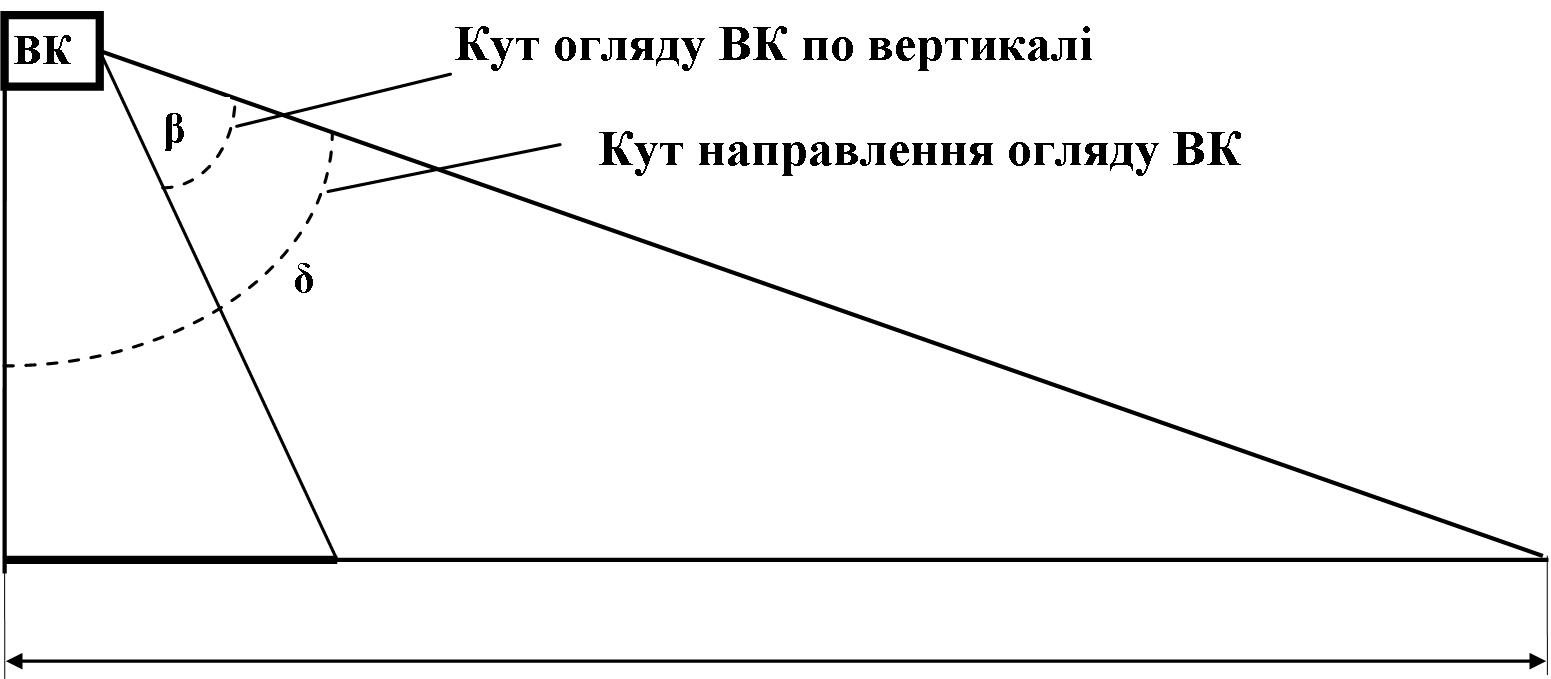 ВК
Кут огляду ВК по вертикалі
β
Кут направлення огляду ВК
δ